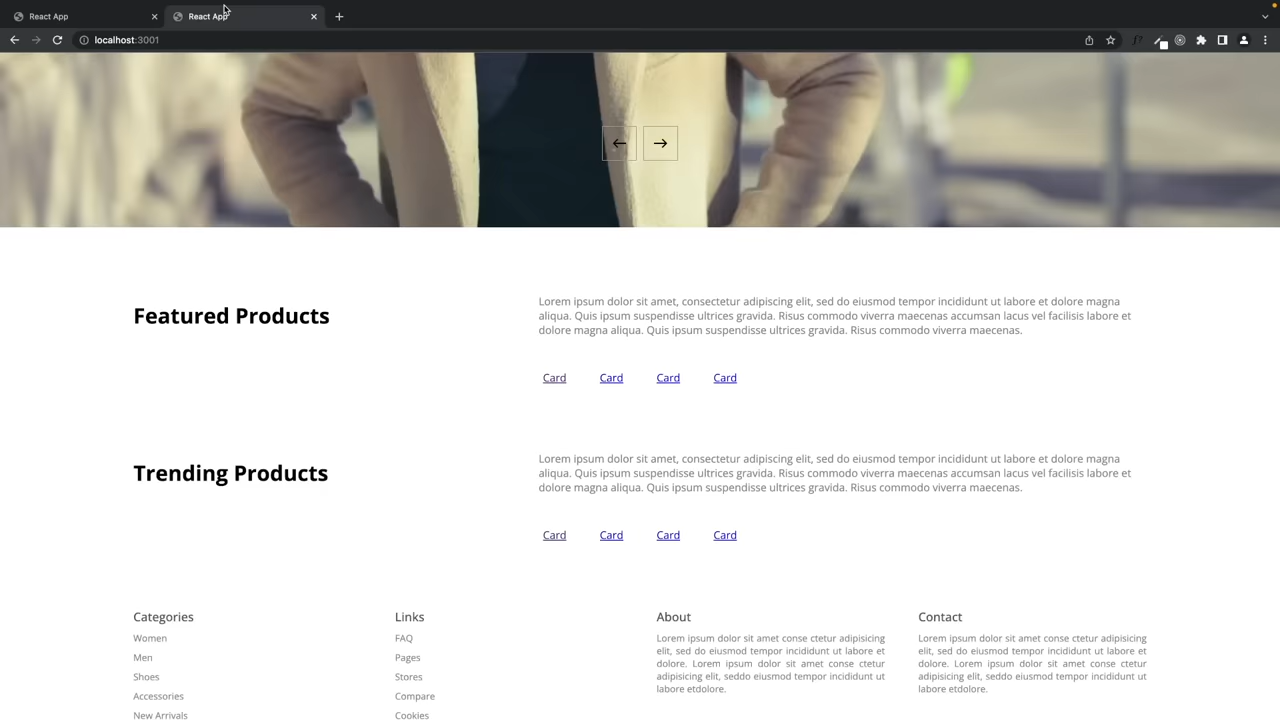 React App
React App
localhost:3001
Featured Products
Lorem ipsum dolor sit amet, consectetur adipiscing elit, sed do eiusmod tempor incididunt ut labore et dolore magna
aliqua. Quis ipsum suspendisse ultrices gravida. Risus commodo viverra maecenas accumsan lacus vel facilisis labore et
dolore magna aliqua. Quis ipsum suspendisse ultrices gravida. Risus commodo viverra maecenas.
Card Card Card Card
Trending Products
Lorem ipsum dolor sit amet, consectetur adipiscing elit, sed do eiusmod tempor incididunt ut labore et dolore magna
aliqua. Quis ipsum suspendisse ultrices gravida. Risus commodo viverra maecenas accumsan lacus vel facilisis labore et
dolore magna aliqua. Quis ipsum suspendisse ultrices gravida. Risus commodo viverra maecenas.
Card Card Card Card
Categories
Women
Men
Shoes
Accessories
New Arrivals
Links
FAQ
Pages
Stores
Compare
Cookies
About
Lorem ipsum dolor sit amet conse ctetur adipisicing
elit, sed do eiusmod tempor incididunt ut labore et
dolore. Lorem ipsum dolor sit amet conse ctetur
adipisicing elit, seddo eiusmod tempor incididunt ut
labore etdolore.
Contact
Lorem ipsum dolor sit amet conse ctetur adipisicing
elit, sed do eiusmod tempor incididunt ut labore et
dolore. Lorem ipsum dolor sit amet conse ctetur
adipisicing elit, seddo eiusmod tempor incididunt ut
labore etdolore.